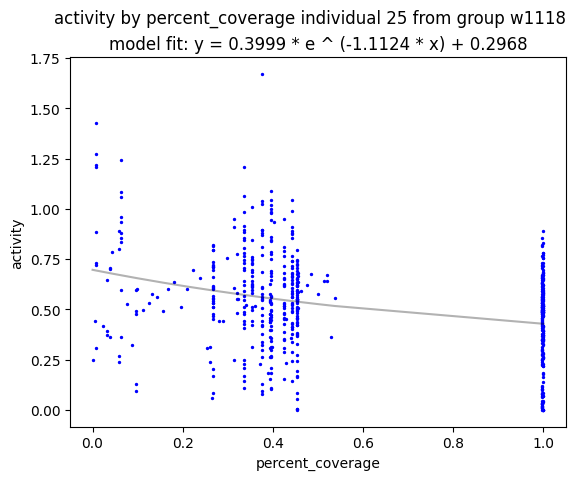 activity by percent_coverage individual 25 from group w1118
model fit: y = 0.3999 * e ^ (-1.1124 * x) + 0.2968
1.75
1.50
1.25
1.00
0.75
0.50
0.25
0.00
activity
0.0 0.2 0.4 0.6 0.8 1.0
percent_coverage